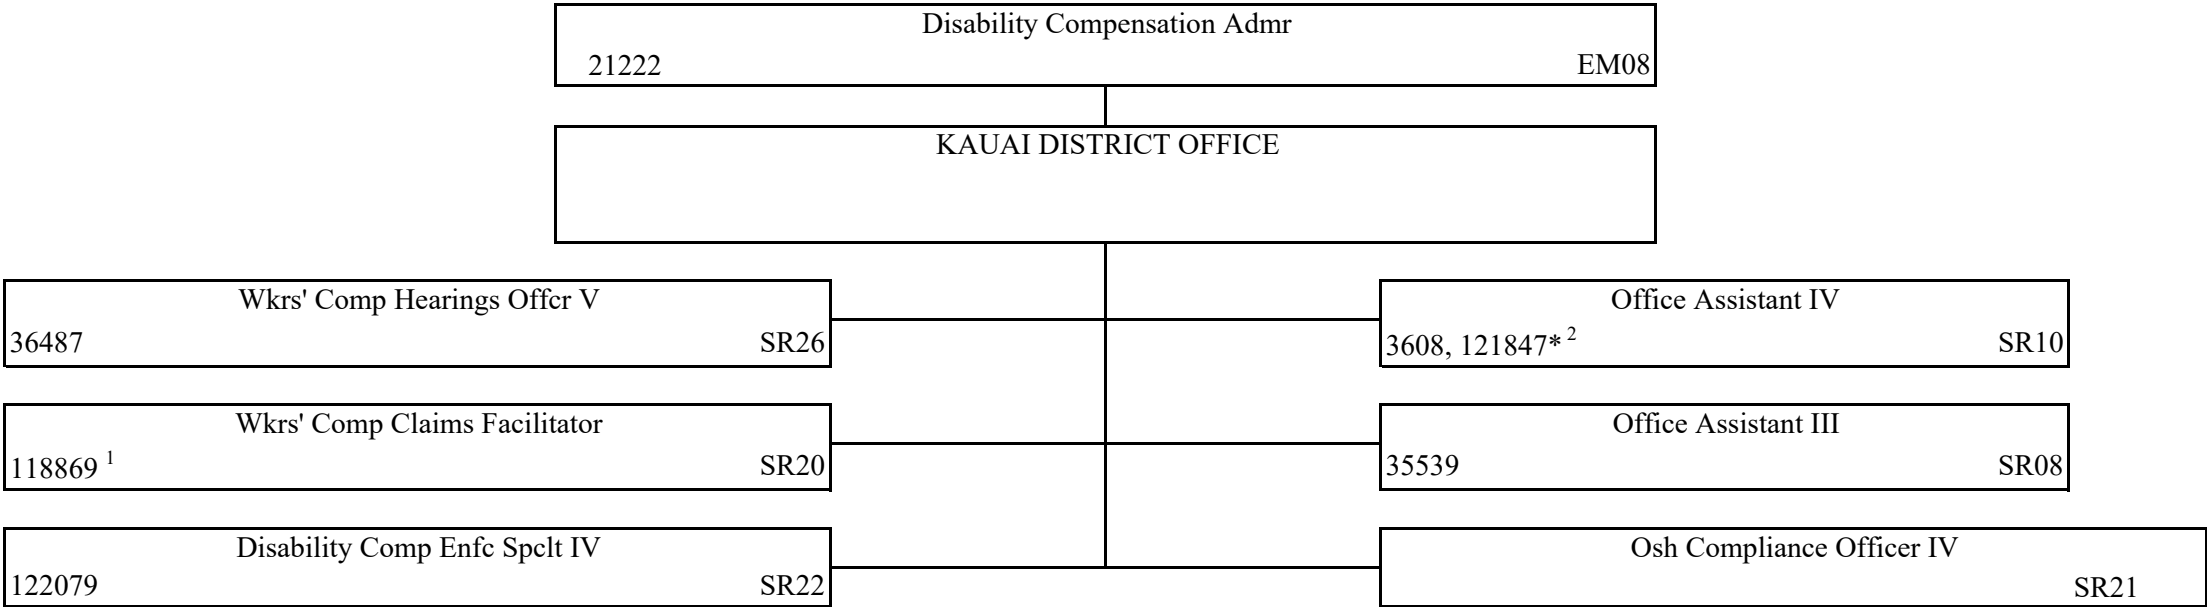 Disability Compensation Admr
21222 EM08
KAUAI DISTRICT OFFICE
Wkrs' Comp Hearings Offcr V
36487 SR26
Office Assistant IV
3608, 121847* 2 SR10
Wkrs' Comp Claims Facilitator
118869 1 SR20
Office Assistant III
35539 SR08
Disability Comp Enfc Spclt IV
122079 SR22
Osh Compliance Officer IV
SR21